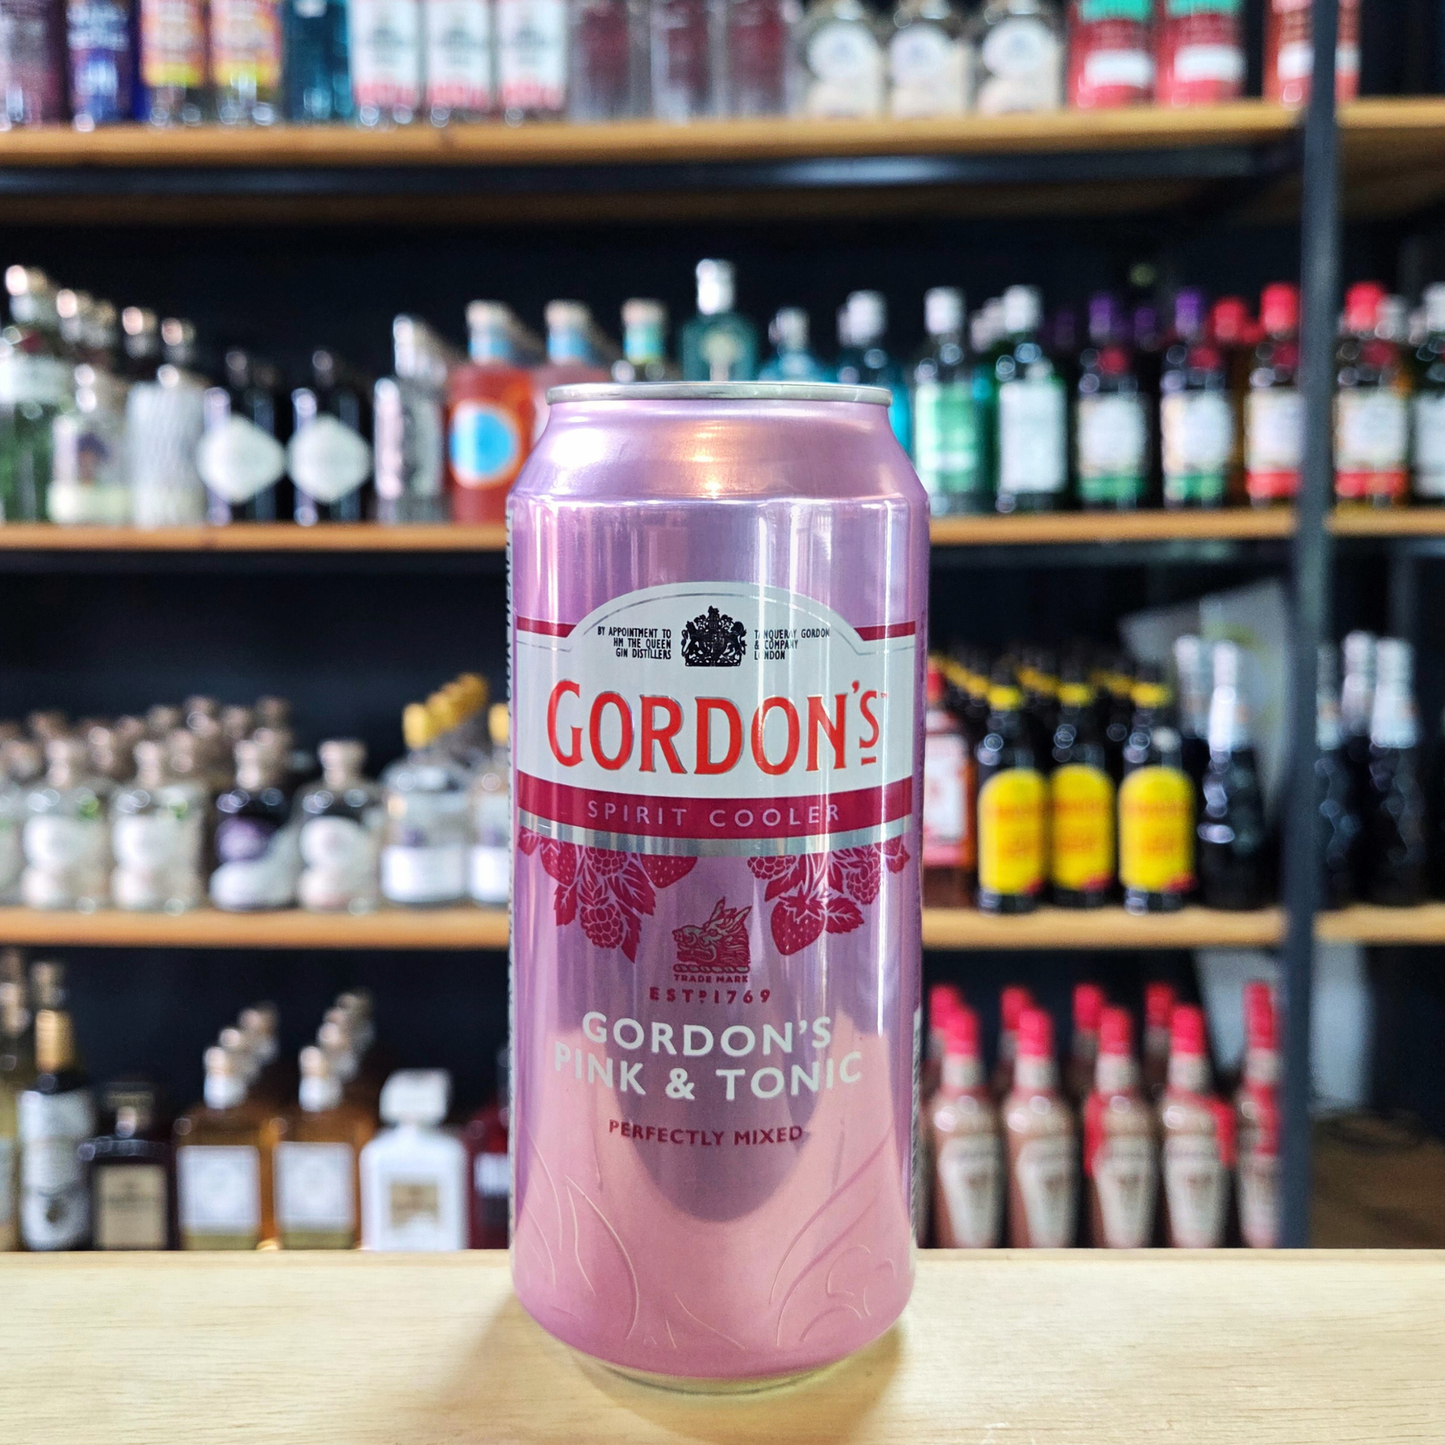 BY APPOINTMENT TO
HM THE QUEEN
GIN DISTILLERS
TANQUERAY GORDON
& COMPANY
LONDON
GORDON'S
SPIRIT COOLER
TRADE MARK
ESTD 1769
GORDON'S
PINK & TONIC
PERFECTLY MIXED